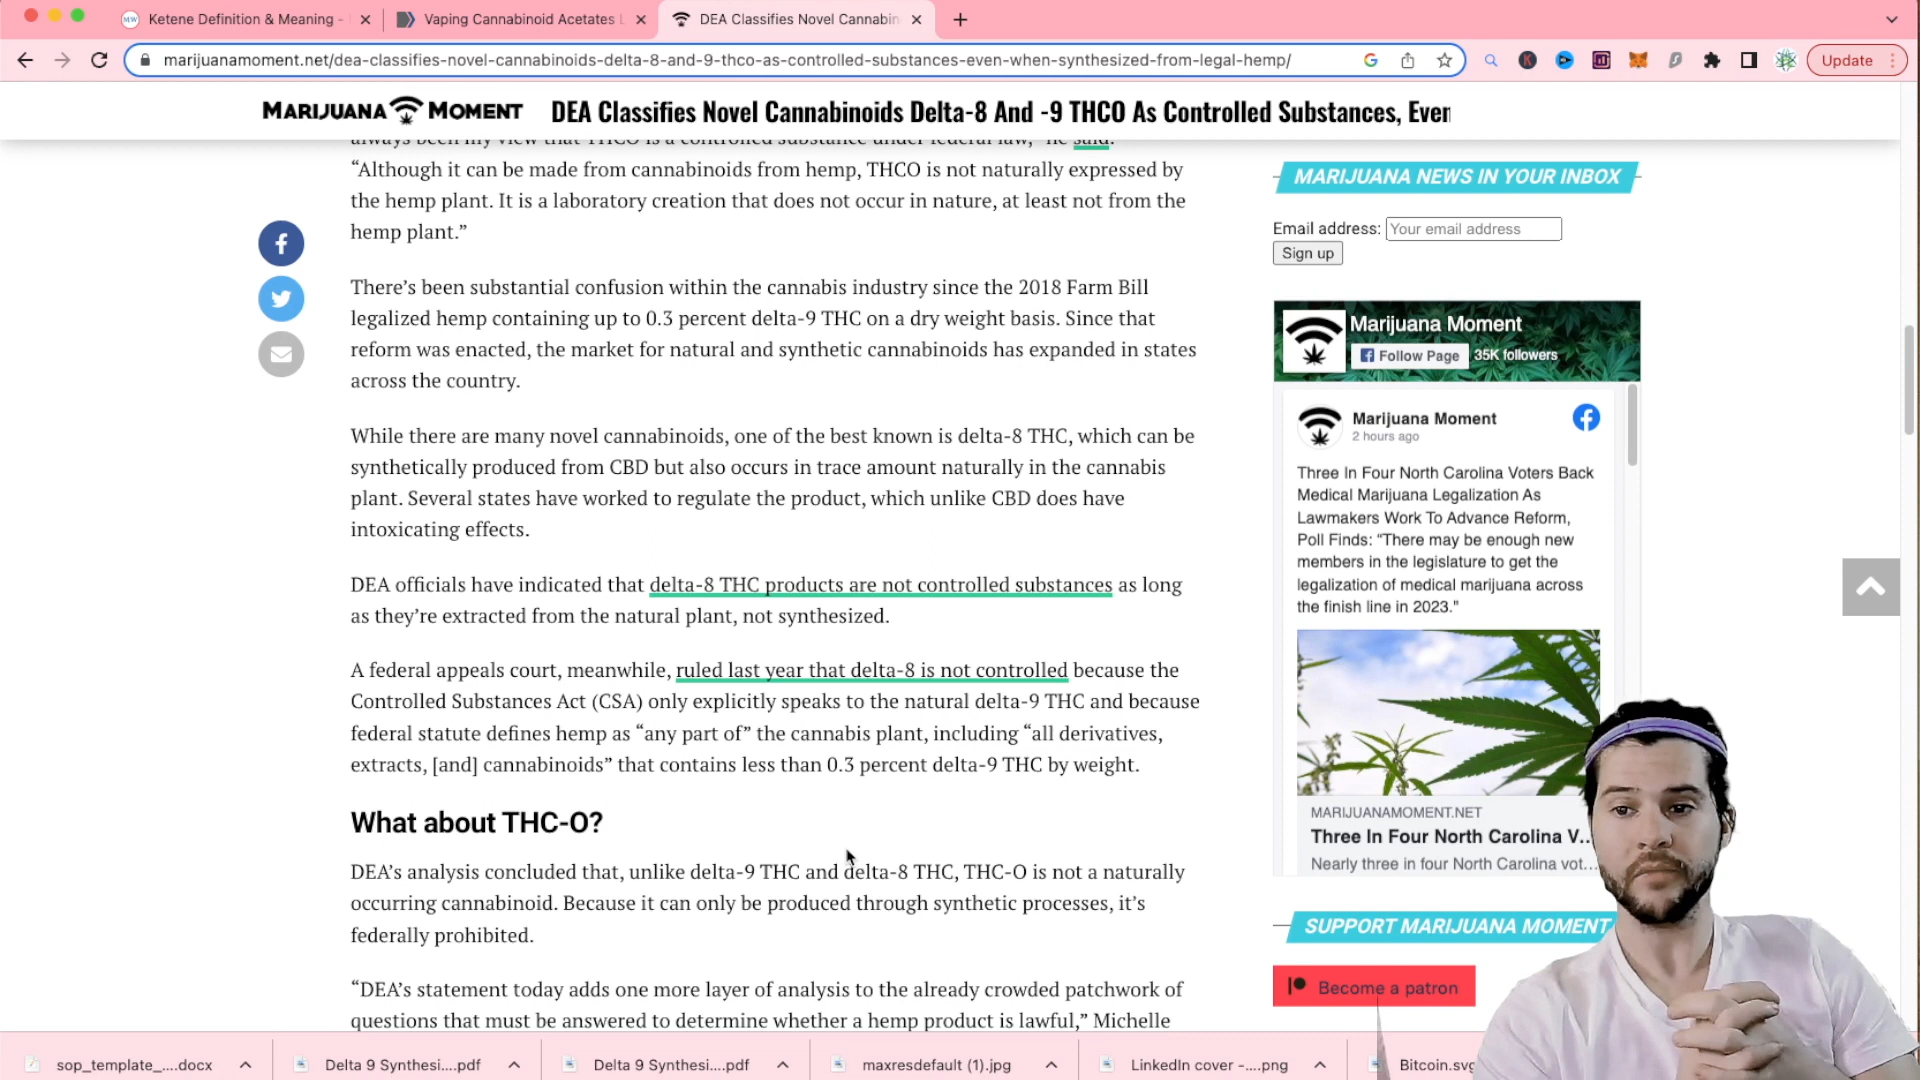 Ketene Definition & Meaning -
Vaping Cannabinoid Acetates
DEA Classifies Novel Cannabin
marijuanamoment.net/dea-classifies-novel-cannabinoids-delta-8-and-9-thco-as-controlled-substances-even-when-synthesized-from-legal-hemp/
Update
MARIJUANA MOMENT
DEA Classifies Novel Cannabinoids Delta-8 And -9 THCO As Controlled Substances, Even
always been my view that THCO is a controlled substance under federal law,” he said.
“Although it can be made from cannabinoids from hemp, THCO is not naturally expressed by
the hemp plant. It is a laboratory creation that does not occur in nature, at least not from the
hemp plant.”
There’s been substantial confusion within the cannabis industry since the 2018 Farm Bill
legalized hemp containing up to 0.3 percent delta-9 THC on a dry weight basis. Since that
reform was enacted, the market for natural and synthetic cannabinoids has expanded in states
across the country.
While there are many novel cannabinoids, one of the best known is delta-8 THC, which can be
synthetically produced from CBD but also occurs in trace amount naturally in the cannabis
plant. Several states have worked to regulate the product, which unlike CBD does have
intoxicating effects.
DEA officials have indicated that delta-8 THC products are not controlled substances as long
as they’re extracted from the natural plant, not synthesized.
A federal appeals court, meanwhile, ruled last year that delta-8 is not controlled because the
Controlled Substances Act (CSA) only explicitly speaks to the natural delta-9 THC and because
federal statute defines hemp as “any part of” the cannabis plant, including “all derivatives,
extracts, [and] cannabinoids” that contains less than 0.3 percent delta-9 THC by weight.
What about THC-O?
DEA’s analysis concluded that, unlike delta-9 THC and delta-8 THC, THC-O is not a naturally
occurring cannabinoid. Because it can only be produced through synthetic processes, it’s
federally prohibited.
“DEA’s statement today adds one more layer of analysis to the already crowded patchwork of
questions that must be answered to determine whether a hemp product is lawful,” Michelle
MARIJUANA NEWS IN YOUR INBOX
Email address: Your email address
Sign up
Marijuana Moment
Follow Page 35K followers
Marijuana Moment
2 hours ago
Three In Four North Carolina Voters Back
Medical Marijuana Legalization As
Lawmakers Work To Advance Reform,
Poll Finds: "There may be enough new
members in the legislature to get the
legalization of medical marijuana across
the finish line in 2023."
MARIJUANAMOMENT.NET
Three In Four North Carolina V...
Nearly three in four North Carolina vot...
SUPPORT MARIJUANA MOMENT
Become a patron
sop_template_....docx
Delta 9 Synthesi....pdf
Delta 9 Synthesi....pdf
maxresdefault (1).jpg
LinkedIn cover -....png
Bitcoin.svg